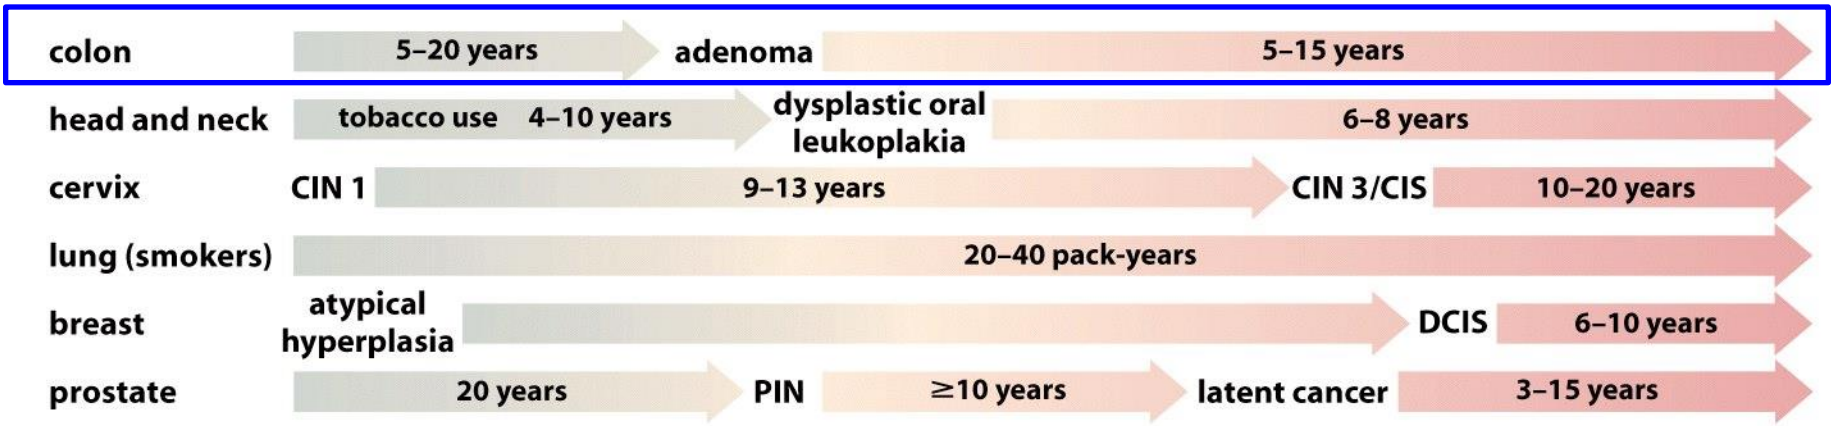 colon 5–20 years adenoma 5–15 years
head and neck tobacco use 4–10 years dysplastic oral leukoplakia 6–8 years
cervix CIN 1 9–13 years CIN 3/CIS 10–20 years
lung (smokers) 20–40 pack-years
breast atypical hyperplasia DCIS 6–10 years
prostate 20 years PIN ≥10 years latent cancer 3–15 years